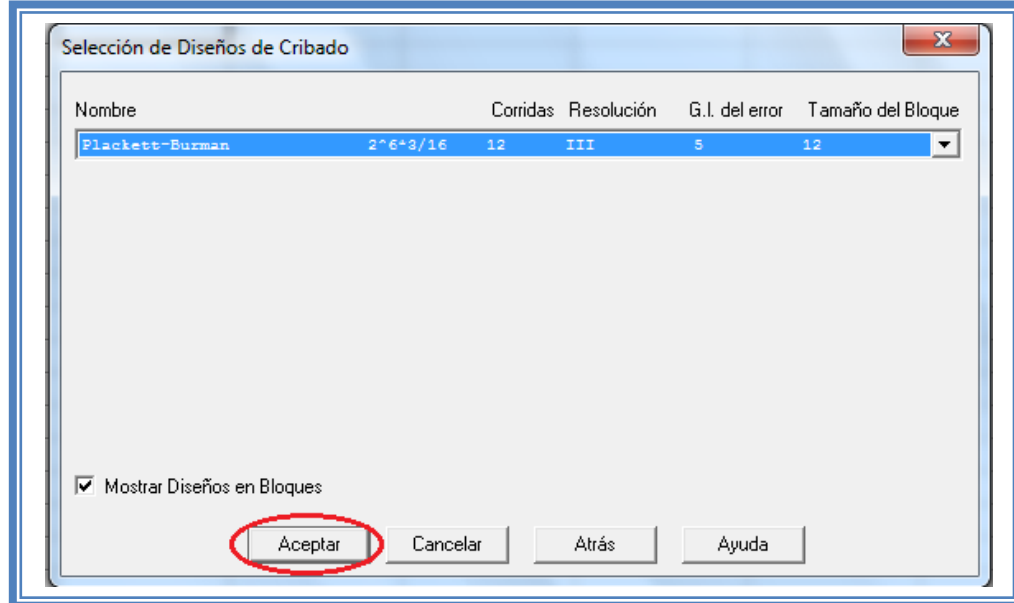 Selección de Diseños de Cribado
Nombre Corridas Resolución G.l. del error Tamaño del Bloque
Plackett-Burman 2^6*3/16 12 III 5 12
Mostrar Diseños en Bloques
Aceptar Cancelar Atrás Ayuda